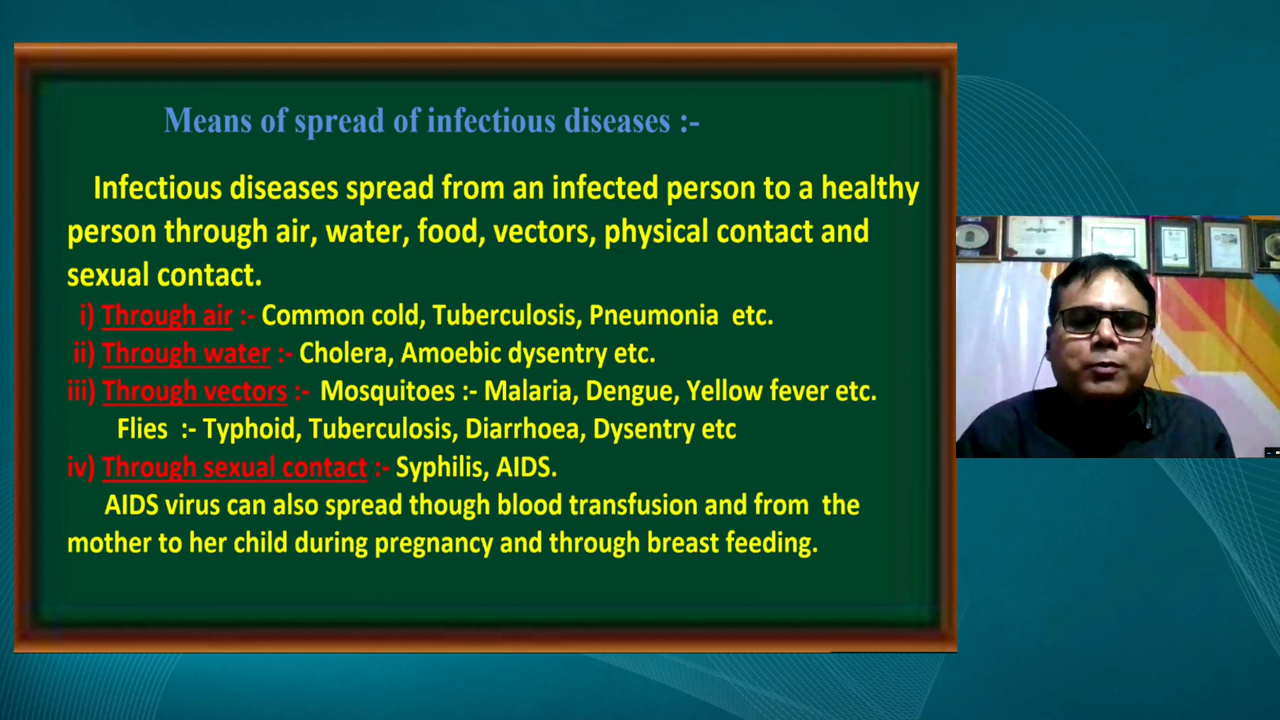 Means of spread of infectious diseases :-
Infectious diseases spread from an infected person to a healthy
person through air, water, food, vectors, physical contact and
sexual contact.
i) Through air :- Common cold, Tuberculosis, Pneumonia etc.
ii) Through water :- Cholera, Amoebic dysentry etc.
iii) Through vectors :- Mosquitoes :- Malaria, Dengue, Yellow fever etc.
Flies :- Typhoid, Tuberculosis, Diarrhoea, Dysentry etc
iv) Through sexual contact :- Syphilis, AIDS.
AIDS virus can also spread though blood transfusion and from the
mother to her child during pregnancy and through breast feeding.